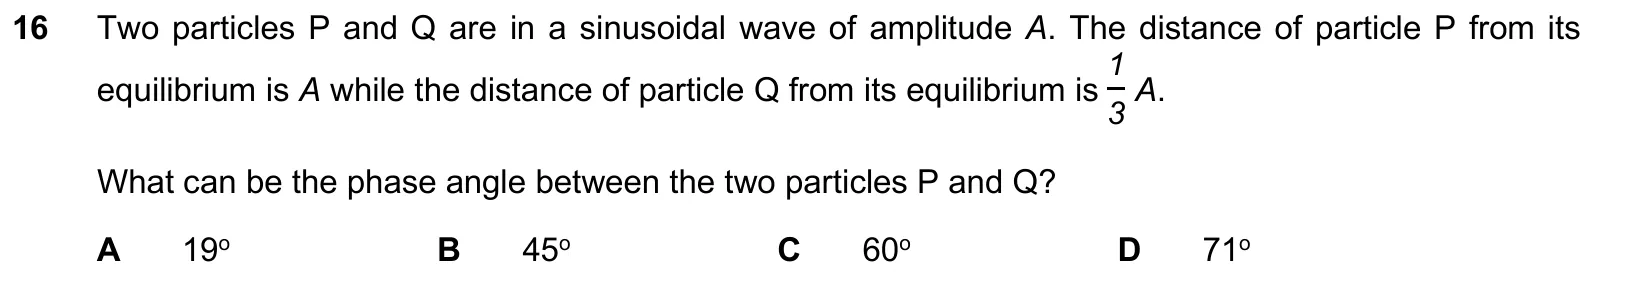 16 Two particles P and Q are in a sinusoidal wave of amplitude A. The distance of particle P from its
equilibrium is A while the distance of particle Q from its equilibrium is 1/3 A.
What can be the phase angle between the two particles P and Q?
A 19° B 45° C 60° D 71°